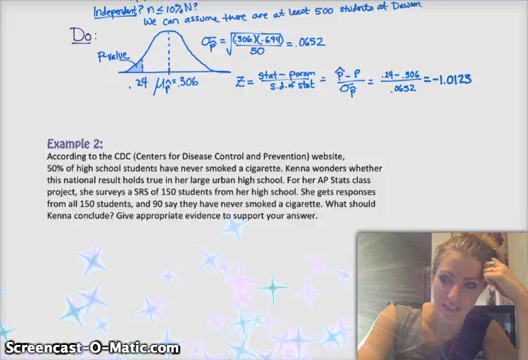 Independent? n ≤ 10% N?
We can assume there are at least 500 students at Dewson.
Do:
P-value
σp̂ = √(.306)(.694)/50 = .0652
.24 μp̂ = .306
Z = stat - param / s.d. of stat = p̂ - p / σp̂ = .24 - .306 / .0652 = -1.0123
Example 2:
According to the CDC (Centers for Disease Control and Prevention) website,
50% of high school students have never smoked a cigarette. Kenna wonders whether
this national result holds true in her large urban high school. For her AP Stats class
project, she surveys a SRS of 150 students from her high school. She gets responses
from all 150 students, and 90 say they have never smoked a cigarette. What should
Kenna conclude? Give appropriate evidence to support your answer.
Screencast-O-Matic.com